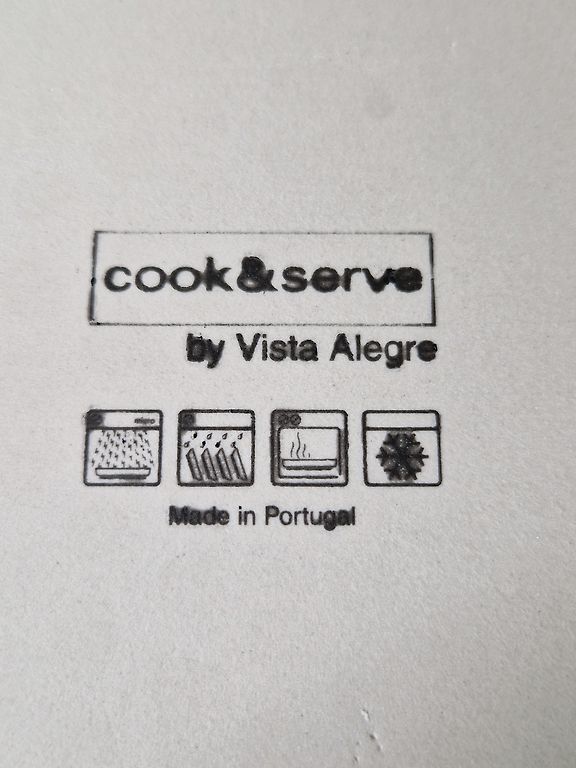 cook&serve
by Vista Alegre
micro
Made in Portugal